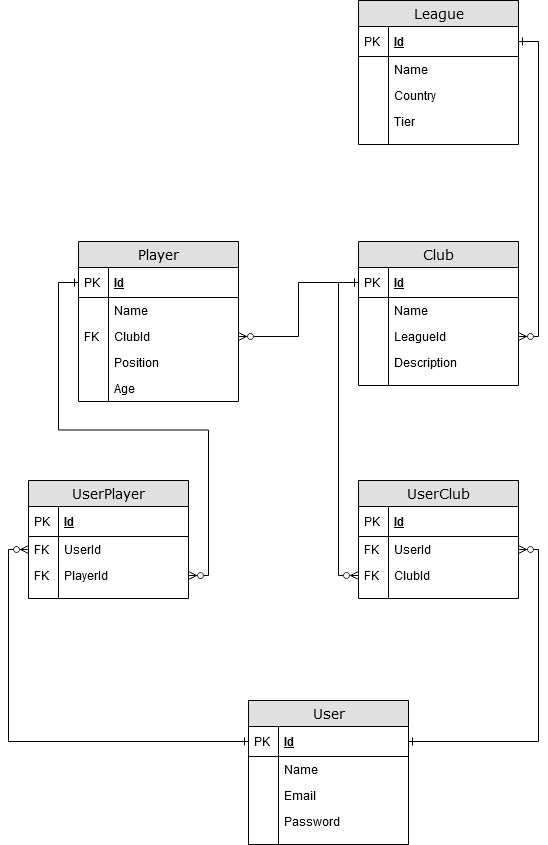 League
PK Id
Name
Country
Tier
Player
PK Id
Name
FK ClubId
Position
Age
Club
PK Id
Name
LeagueId
Description
UserPlayer
PK Id
FK UserId
FK PlayerId
UserClub
PK Id
FK UserId
FK ClubId
User
PK Id
Name
Email
Password